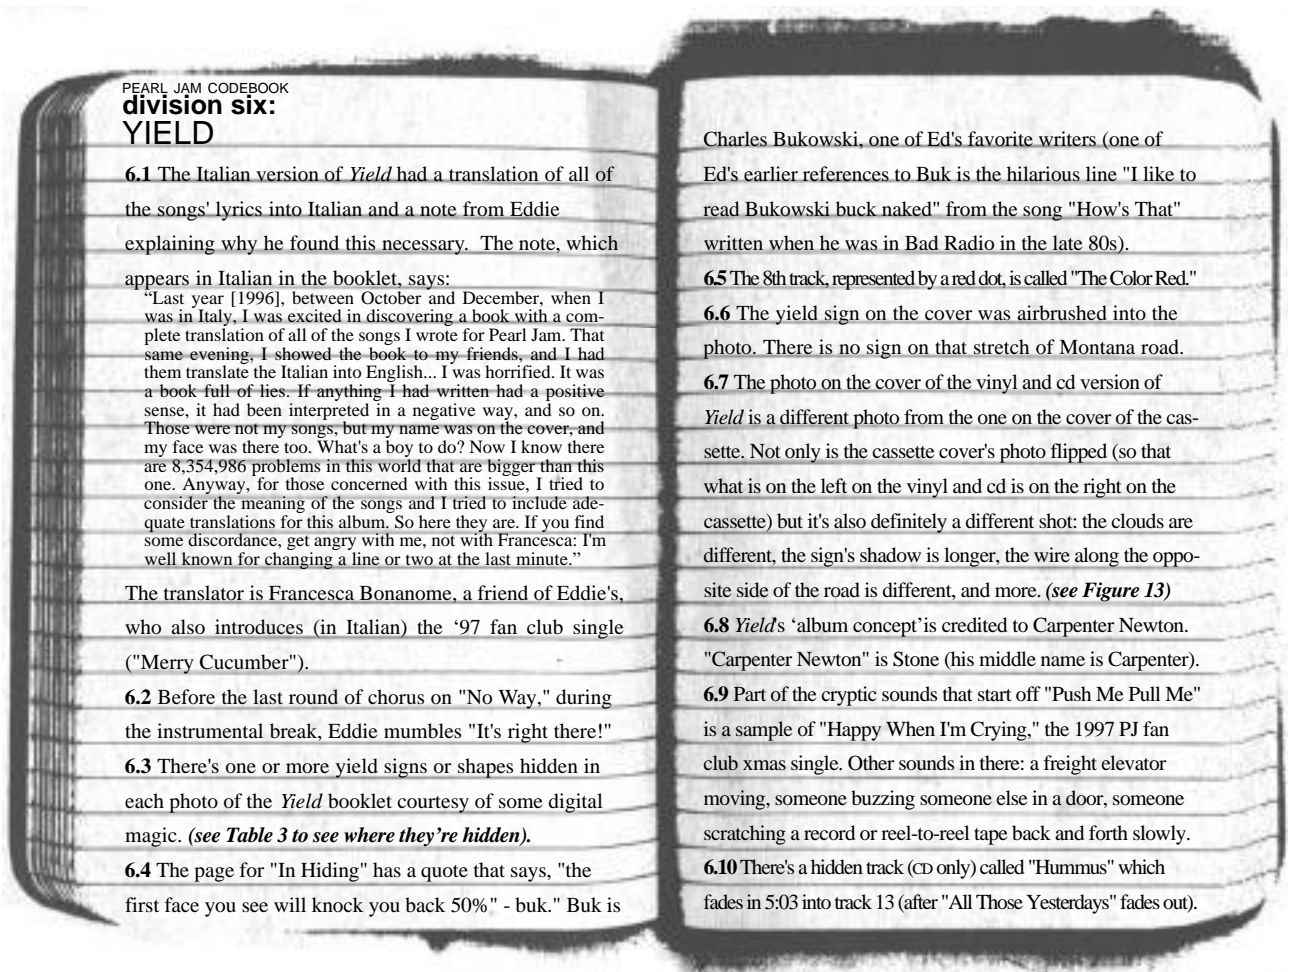 PEARL JAM CODEBOOK
division six:
YIELD
6.1 The Italian version of Yield had a translation of all of
the songs' lyrics into Italian and a note from Eddie
explaining why he found this necessary.  The note, which
appears in Italian in the booklet, says:
“Last year [1996], between October and December, when I
was in Italy, I was excited in discovering a book with a com-
plete translation of all of the songs I wrote for Pearl Jam. That
same evening, I showed the book to my friends, and I had
them translate the Italian into English... I was horrified. It was
a book full of lies. If anything I had written had a positive
sense, it had been interpreted in a negative way, and so on.
Those were not my songs, but my name was on the cover, and
my face was there too. What's a boy to do? Now I know there
are 8,354,986 problems in this world that are bigger than this
one. Anyway, for those concerned with this issue, I tried to
consider the meaning of the songs and I tried to include ade-
quate translations for this album. So here they are. If you find
some discordance, get angry with me, not with Francesca: I'm
well known for changing a line or two at the last minute.”
The translator is Francesca Bonanome, a friend of Eddie's,
who also introduces (in Italian) the ‘97 fan club single
("Merry Cucumber").
6.2 Before the last round of chorus on "No Way," during
the instrumental break, Eddie mumbles "It's right there!"
6.3 There's one or more yield signs or shapes hidden in
each photo of the Yield booklet courtesy of some digital
magic. (see Table 3 to see where they’re hidden).
6.4 The page for "In Hiding" has a quote that says, "the
first face you see will knock you back 50%" - buk." Buk is
Charles Bukowski, one of Ed's favorite writers (one of
Ed's earlier references to Buk is the hilarious line "I like to
read Bukowski buck naked" from the song "How's That"
written when he was in Bad Radio in the late 80s).
6.5 The 8th track, represented by a red dot, is called "The Color Red."
6.6 The yield sign on the cover was airbrushed into the
photo. There is no sign on that stretch of Montana road.
6.7 The photo on the cover of the vinyl and cd version of
Yield is a different photo from the one on the cover of the cas-
sette. Not only is the cassette cover's photo flipped (so that
what is on the left on the vinyl and cd is on the right on the
cassette) but it's also definitely a different shot: the clouds are
different, the sign's shadow is longer, the wire along the oppo-
site side of the road is different, and more. (see Figure 13)
6.8 Yield's ‘album concept’is credited to Carpenter Newton.
"Carpenter Newton" is Stone (his middle name is Carpenter).
6.9 Part of the cryptic sounds that start off "Push Me Pull Me"
is a sample of "Happy When I'm Crying," the 1997 PJ fan
club xmas single. Other sounds in there: a freight elevator
moving, someone buzzing someone else in a door, someone
scratching a record or reel-to-reel tape back and forth slowly.
6.10 There's a hidden track (CD only) called "Hummus" which
fades in 5:03 into track 13 (after "All Those Yesterdays" fades out).